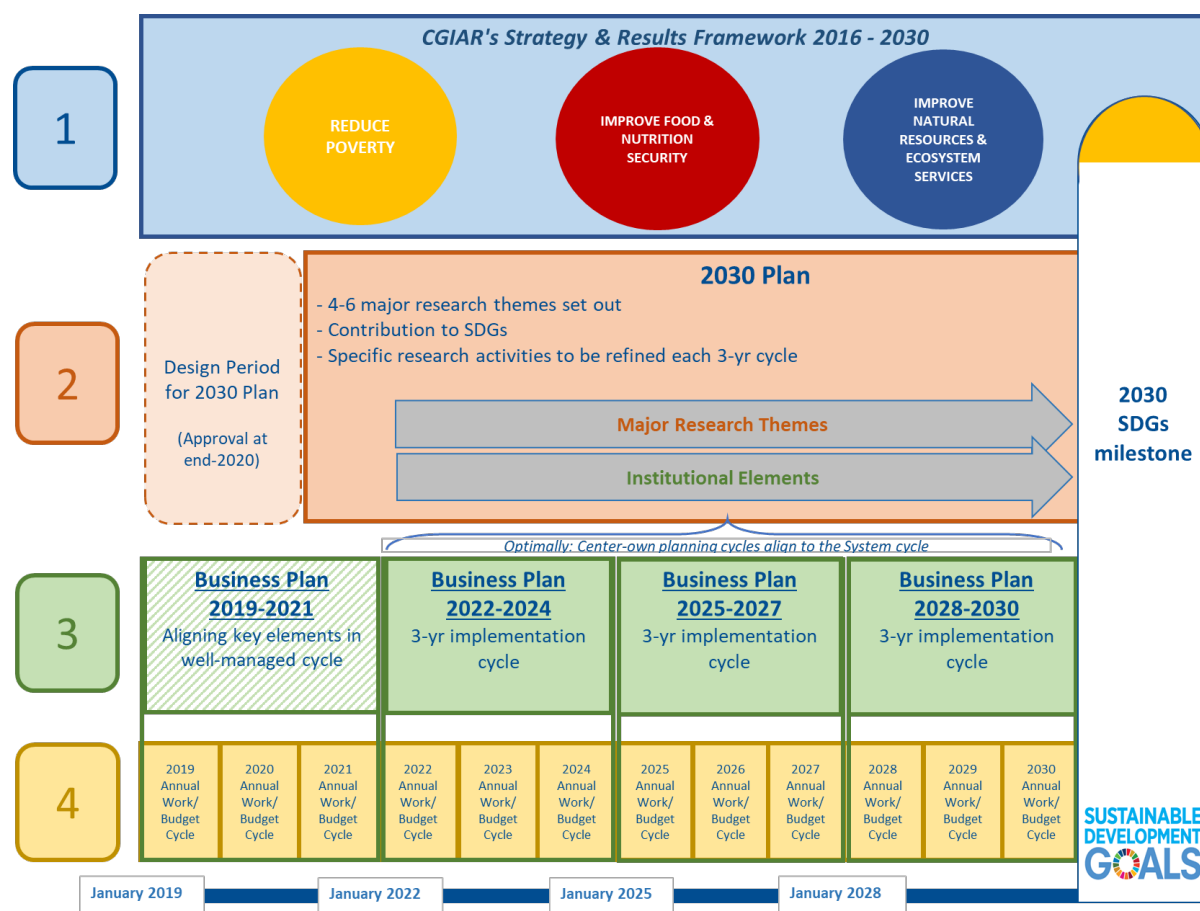 CGIAR's Strategy & Results Framework 2016 - 2030
1
REDUCE
POVERTY
IMPROVE FOOD &
NUTRITION
SECURITY
IMPROVE
NATURAL
RESOURCES &
ECOSYSTEM
SERVICES
2
Design Period
for 2030 Plan
(Approval at
end-2020)
2030 Plan
- 4-6 major research themes set out
- Contribution to SDGs
- Specific research activities to be refined each 3-yr cycle
Major Research Themes
Institutional Elements
2030
SDGs
milestone
Optimally: Center-own planning cycles align to the System cycle
3
Business Plan
2019-2021
Aligning key elements in
well-managed cycle
Business Plan
2022-2024
3-yr implementation
cycle
Business Plan
2025-2027
3-yr implementation
cycle
Business Plan
2028-2030
3-yr implementation
cycle
4
2019
Annual
Work/
Budget
Cycle
2020
Annual
Work/
Budget
Cycle
2021
Annual
Work/
Budget
Cycle
2022
Annual
Work/
Budget
Cycle
2023
Annual
Work/
Budget
Cycle
2024
Annual
Work/
Budget
Cycle
2025
Annual
Work/
Budget
Cycle
2026
Annual
Work/
Budget
Cycle
2027
Annual
Work/
Budget
Cycle
2028
Annual
Work/
Budget
Cycle
2029
Annual
Work/
Budget
Cycle
2030
Annual
Work/
Budget
Cycle
SUSTAINABLE
DEVELOPMENT
GOALS
January 2019
January 2022
January 2025
January 2028